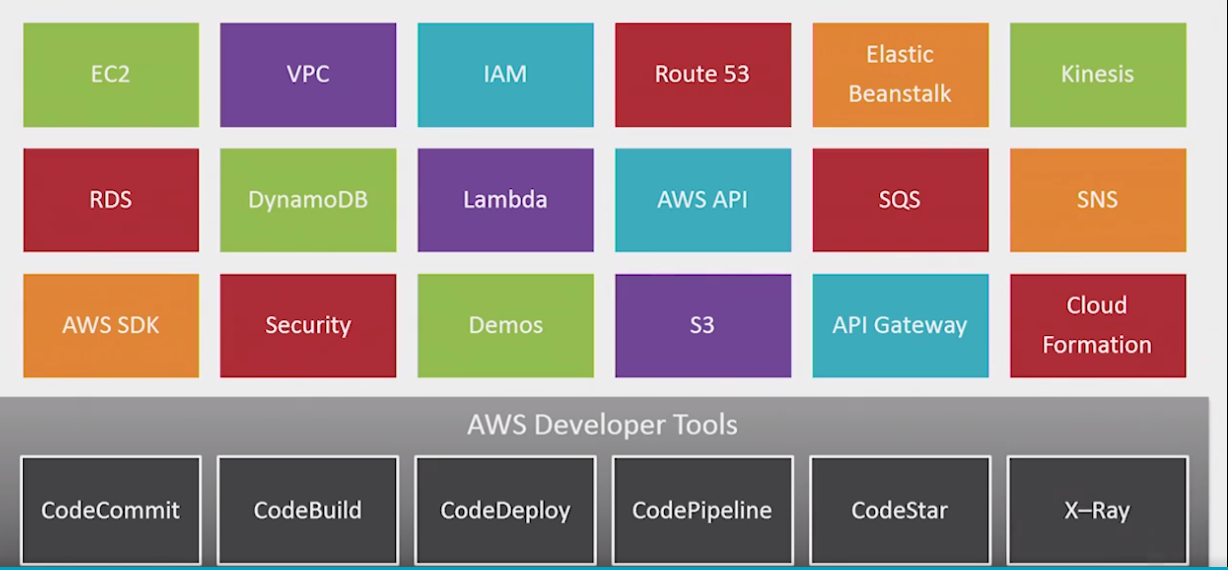 EC2
VPC
IAM
Route 53
Elastic
Beanstalk
Kinesis
RDS
DynamoDB
Lambda
AWS API
SQS
SNS
AWS SDK
Security
Demos
S3
API Gateway
Cloud
Formation
AWS Developer Tools
CodeCommit
CodeBuild
CodeDeploy
CodePipeline
CodeStar
X–Ray